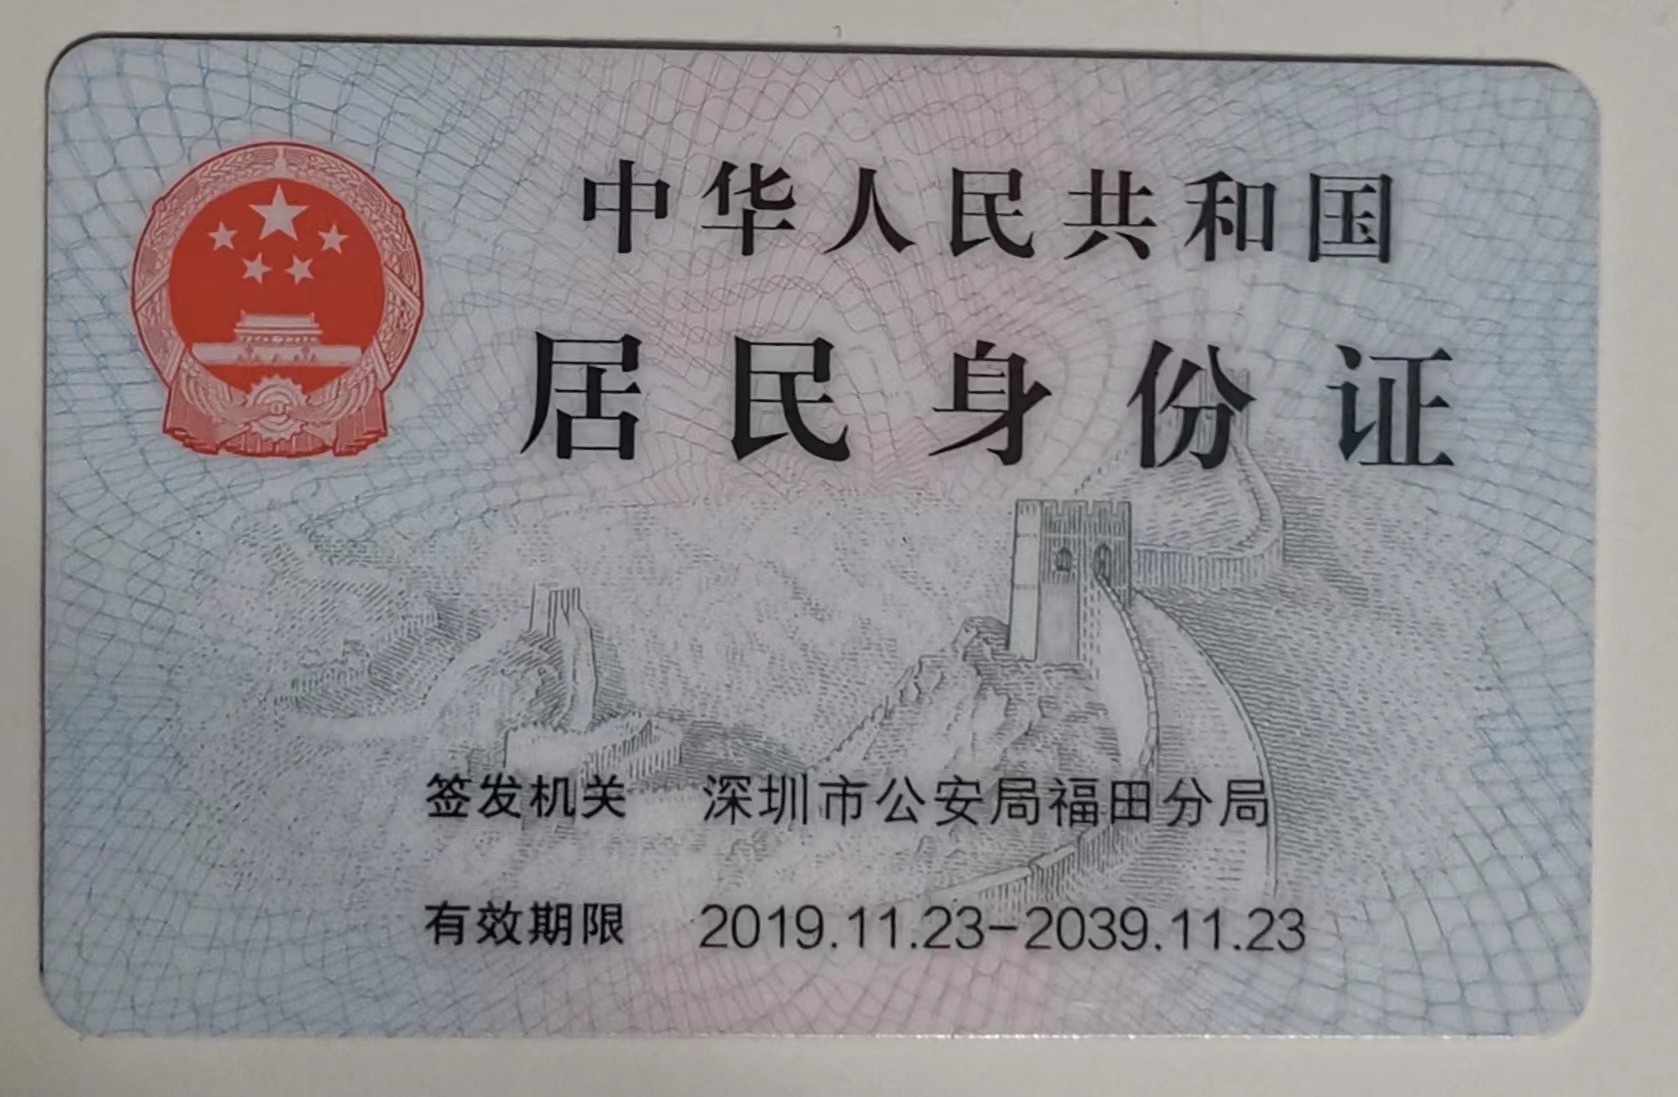 中华人民共和国
居民身份证
签发机关 深圳市公安局福田分局
有效期限 2019.11.23-2039.11.23